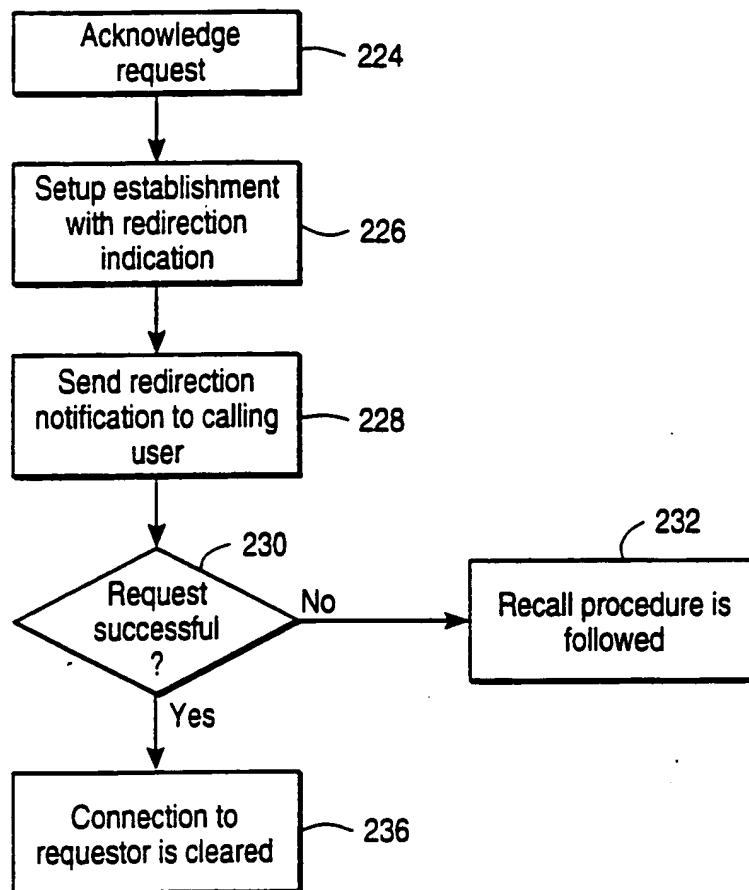 Acknowledge
request
224
Setup establishment
with redirection
indication
226
Send redirection
notification to calling
user
228
230
Request
successful
?
No
232
Recall procedure is
followed
Yes
Connection to
requestor is cleared
236